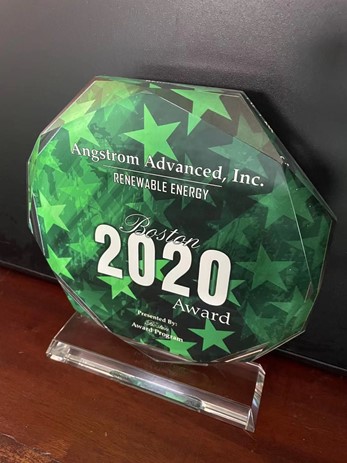 Angstrom Advanced, Inc.
RENEWABLE ENERGY
Boston
2020
Award
Presented By:
Award Program